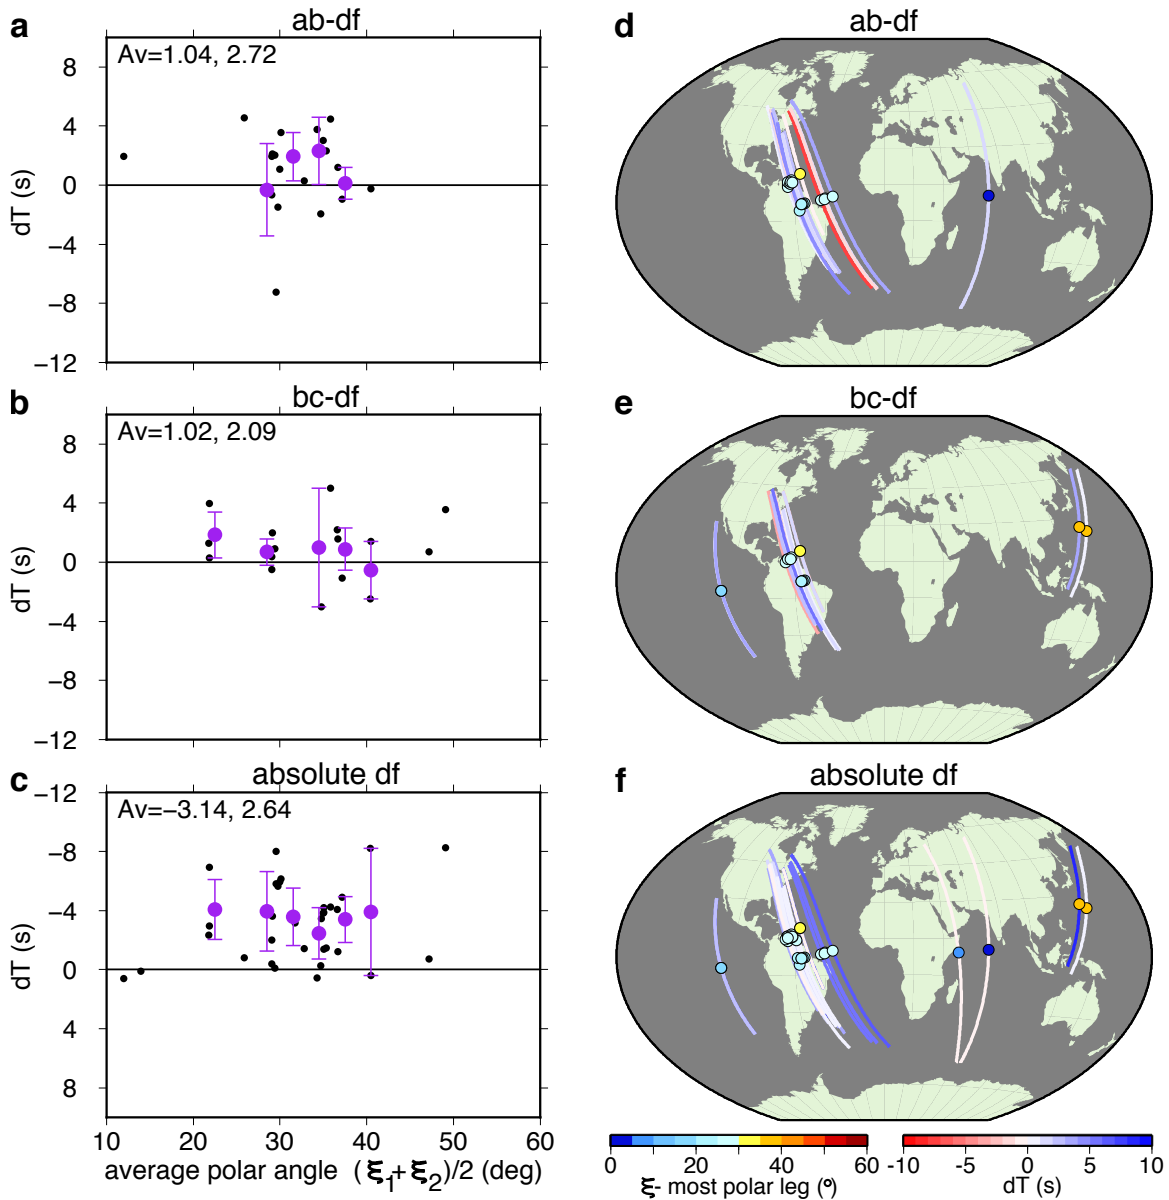 a
ab-df
Av=1.04, 2.72
8
4
0
−4
−8
−12
dT (s)
b
bc-df
Av=1.02, 2.09
8
4
0
−4
−8
−12
dT (s)
c
absolute df
Av=−3.14, 2.64
−12
−8
−4
0
4
8
dT (s)
10 20 30 40 50 60
average polar angle (ξ1+ξ2)/2 (deg)
d
ab-df
e
bc-df
f
absolute df
0 20 40 60
ξ- most polar leg (°)
-10 -5 0 5 10
dT (s)